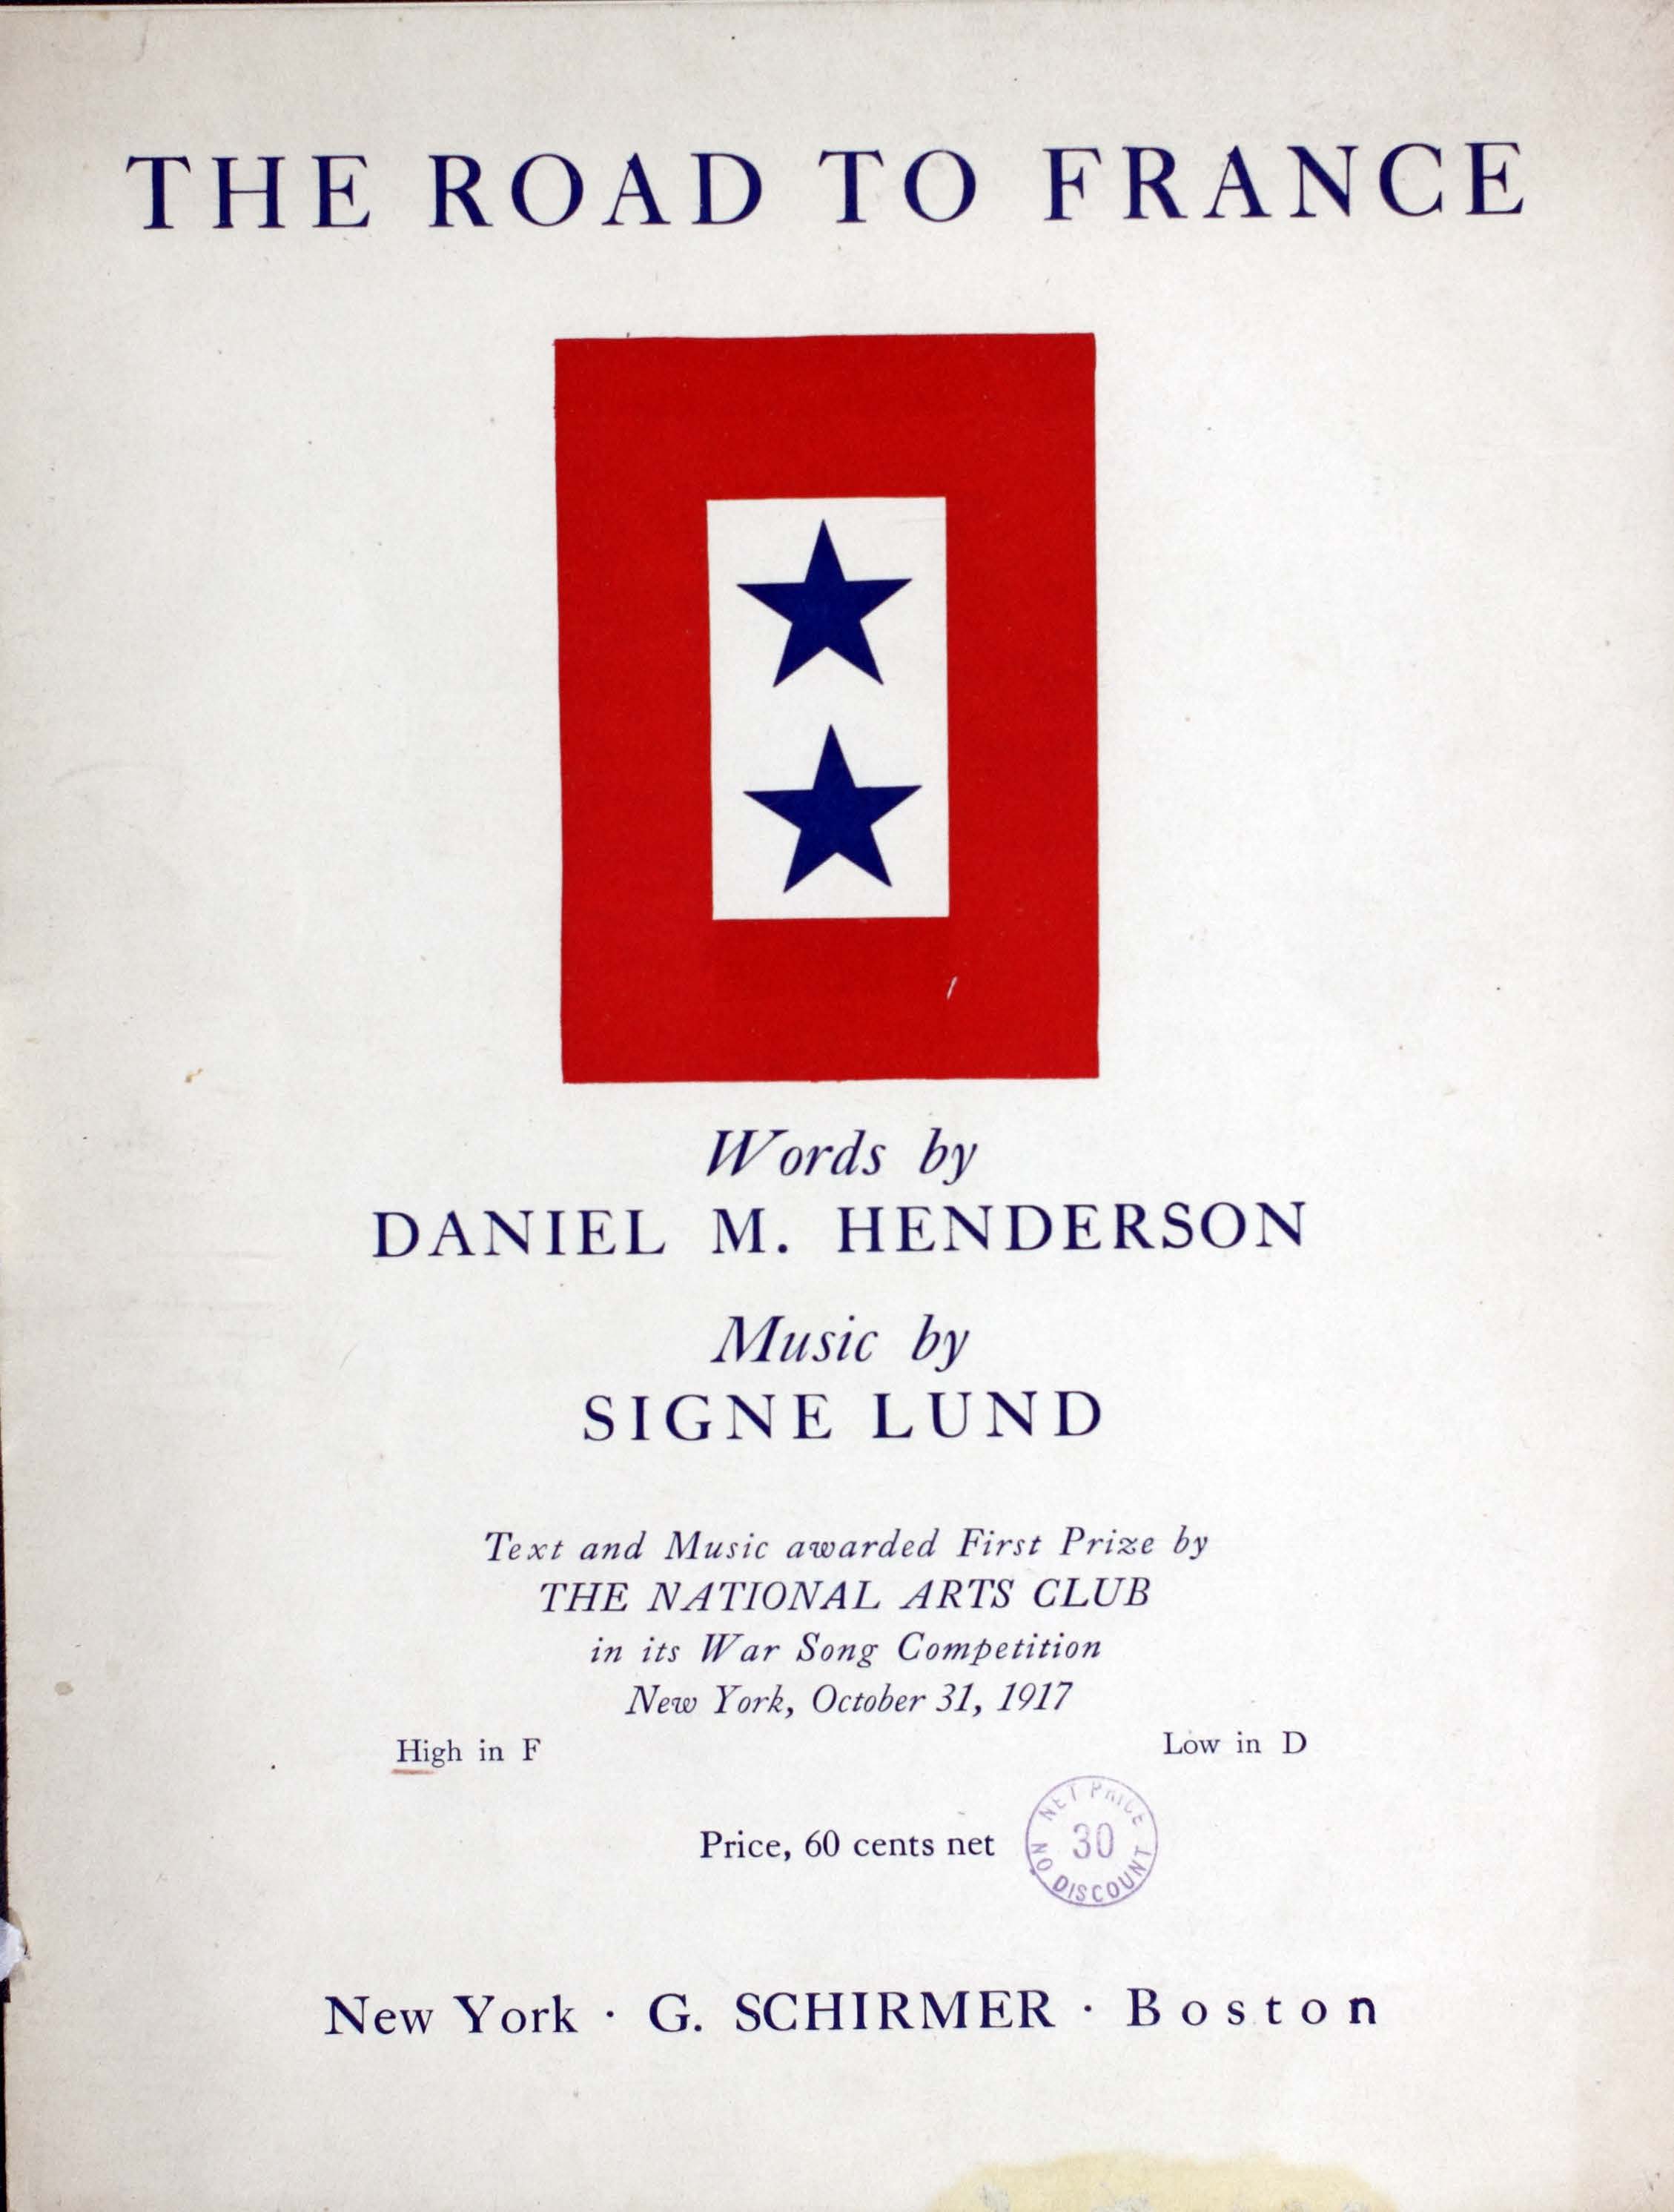 THE ROAD TO FRANCE
Words by
DANIEL M. HENDERSON
Music by
SIGNE LUND
Text and Music awarded First Prize by
THE NATIONAL ARTS CLUB
in its War Song Competition
New York, October 31, 1917
High in F
Low in D
Price, 60 cents net
NET PRICE
30
NO DISCOUNT
New York · G. SCHIRMER · Boston